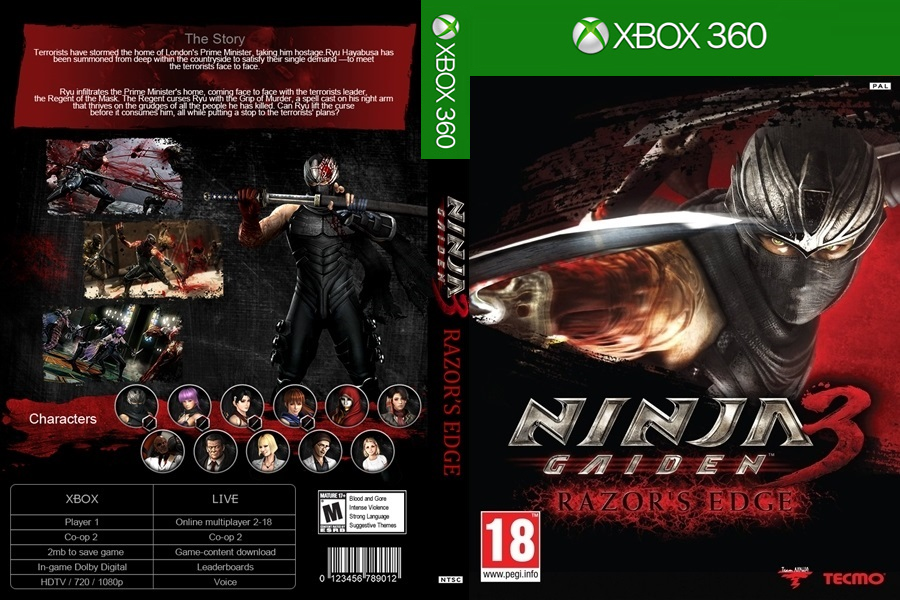 The Story
Terrorists have stormed the home of London's Prime Minister, taking him hostage.Ryu Hayabusa has
been summoned from deep within the countryside to satisfy their single demand —to meet
the terrorists face to face.
Ryu infiltrates the Prime Minister's home, coming face to face with the terrorists leader,
the Regent of the Mask. The Regent curses Ryu with the Grip of Murder, a spell cast on his right arm
that thrives on the grudges of all the people he has killed. Can Ryu lift the curse
before it consumes him, all while putting a stop to the terrorists' plans?
Characters
XBOX LIVE
Player 1 Online multiplayer 2-18
Co-op 2 Co-op 2
2mb to save game Game-content download
In-game Dolby Digital Leaderboards
HDTV / 720 / 1080p Voice
MATURE 17+
M
ESRB
Blood and Gore
Intense Violence
Strong Language
Suggestive Themes
0 123456 789012
XBOX 360
NINJA
GAIDEN
3
RAZOR'S EDGE
NTSC
XBOX 360
PAL
NINJA
GAIDEN™
3
RAZOR'S EDGE
18
™
www.pegi.info
Team NINJA
TECMO®